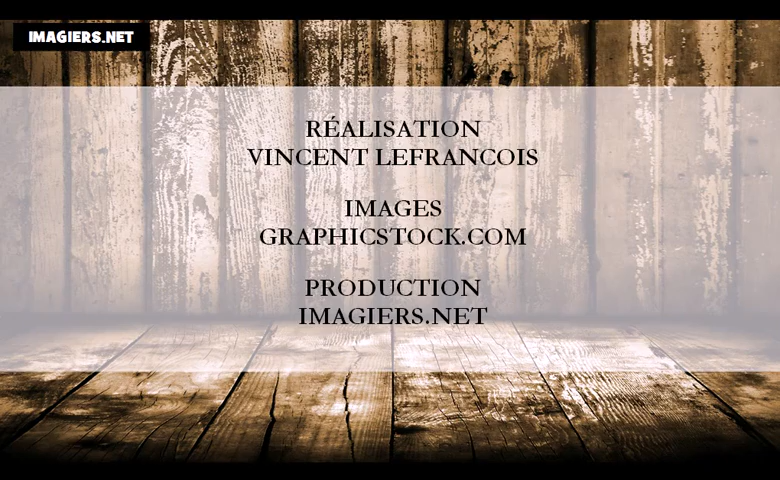 IMAGIERS.NET
RÉALISATION
VINCENT LEFRANCOIS
IMAGES
GRAPHICSTOCK.COM
PRODUCTION
IMAGIERS.NET